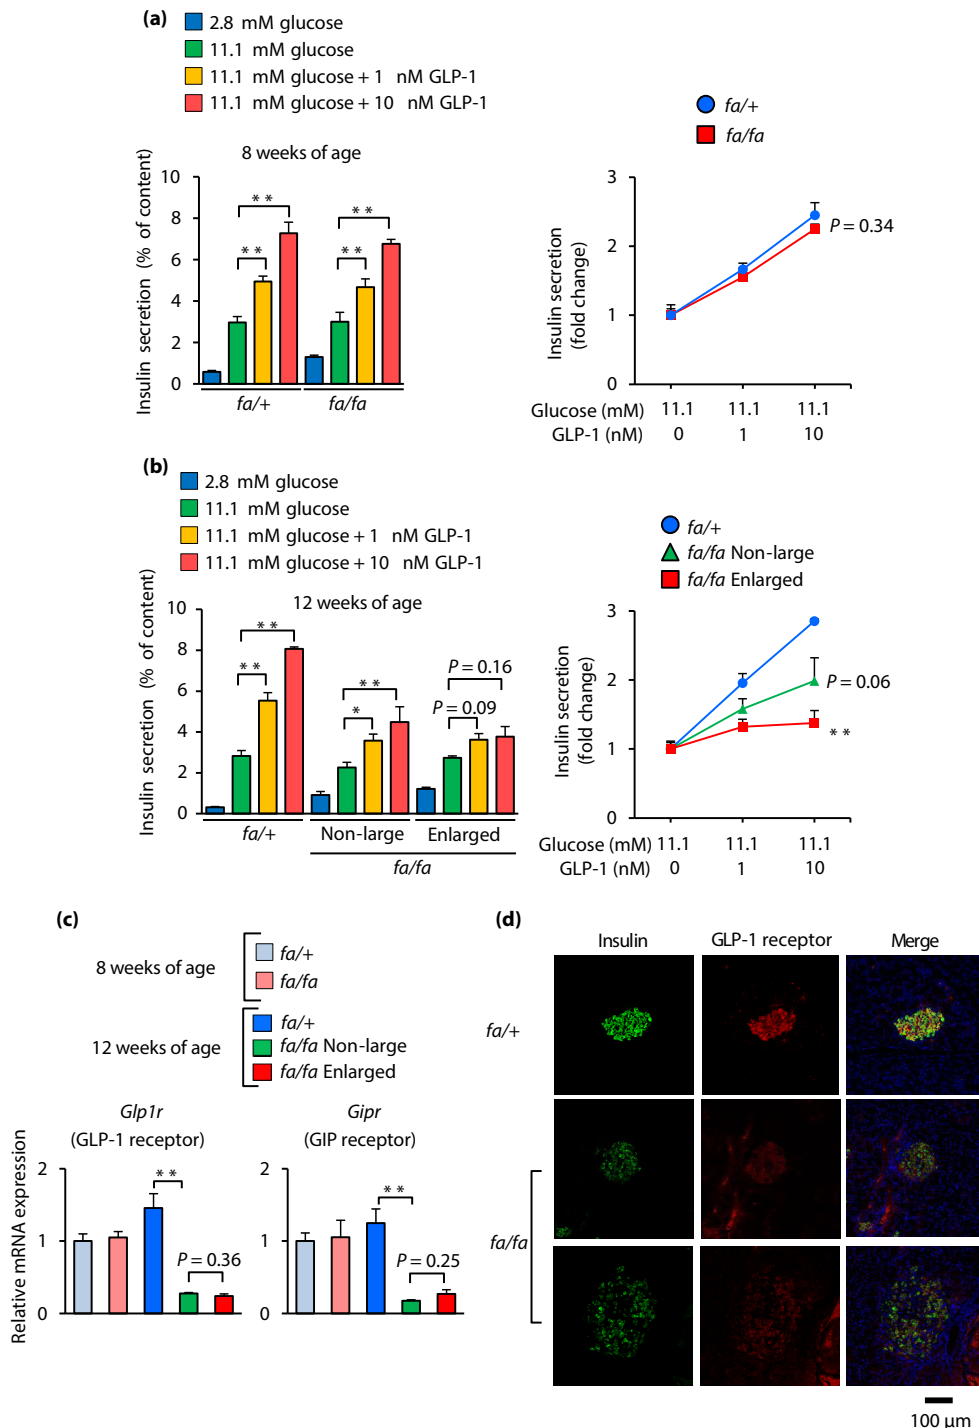 (a)
2.8 mM glucose
11.1 mM glucose
11.1 mM glucose + 1 nM GLP-1
11.1 mM glucose + 10 nM GLP-1
8 weeks of age
Insulin secretion (% of content)
10
8
6
4
2
0
** ** ** **
fa/+ fa/fa
fa/+
fa/fa
Insulin secretion
(fold change)
3
2
1
0
P = 0.34
Glucose (mM) 11.1 11.1 11.1
GLP-1 (nM) 0 1 10
(b)
2.8 mM glucose
11.1 mM glucose
11.1 mM glucose + 1 nM GLP-1
11.1 mM glucose + 10 nM GLP-1
12 weeks of age
Insulin secretion (% of content)
10
8
6
4
2
0
** ** ** *
P = 0.16
P = 0.09
fa/+ Non-large Enlarged
fa/fa
fa/+
fa/fa Non-large
fa/fa Enlarged
Insulin secretion
(fold change)
3
2
1
0
P = 0.06
**
Glucose (mM) 11.1 11.1 11.1
GLP-1 (nM) 0 1 10
(c)
8 weeks of age
fa/+
fa/fa
12 weeks of age
fa/+
fa/fa Non-large
fa/fa Enlarged
Relative mRNA expression
Glp1r
(GLP-1 receptor)
2
1
0
**
P = 0.36
Gipr
(GIP receptor)
2
1
0
**
P = 0.25
(d)
Insulin GLP-1 receptor Merge
fa/+
fa/fa
100 μm